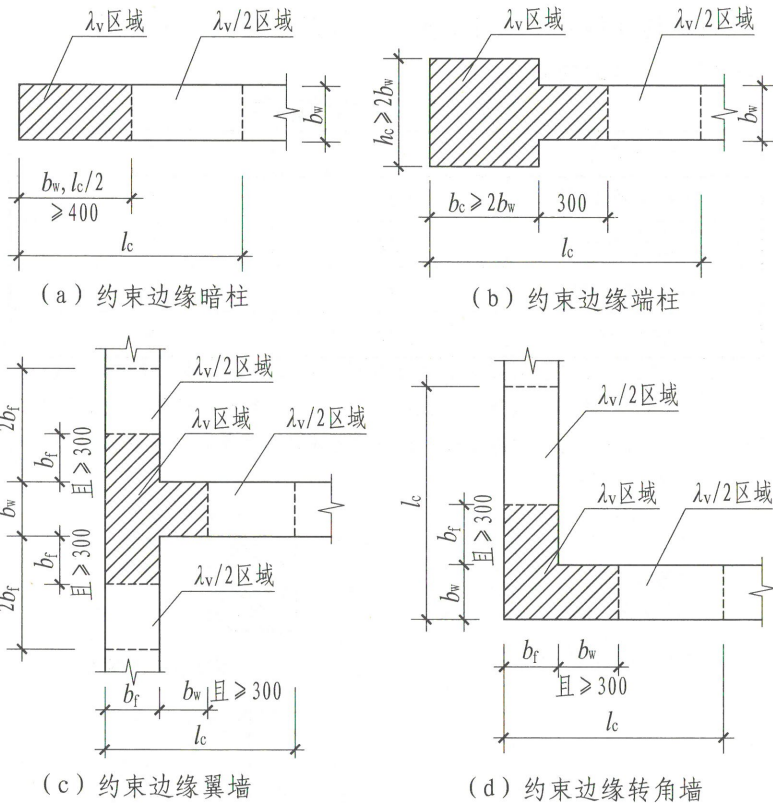 λv区域
λv/2区域
bw
bw, lc/2
≥400
lc
(a) 约束边缘暗柱
λv区域
λv/2区域
hc≥2bw
bw
bc≥2bw
300
lc
(b) 约束边缘端柱
λv/2区域
λv区域
λv/2区域
2bf
bf
且≥300
bw
bf
且≥300
2bf
λv/2区域
bf
bw且≥300
lc
(c) 约束边缘翼墙
λv/2区域
λv区域
λv/2区域
lc
bf
且≥300
bw
bf
bw
且≥300
lc
(d) 约束边缘转角墙